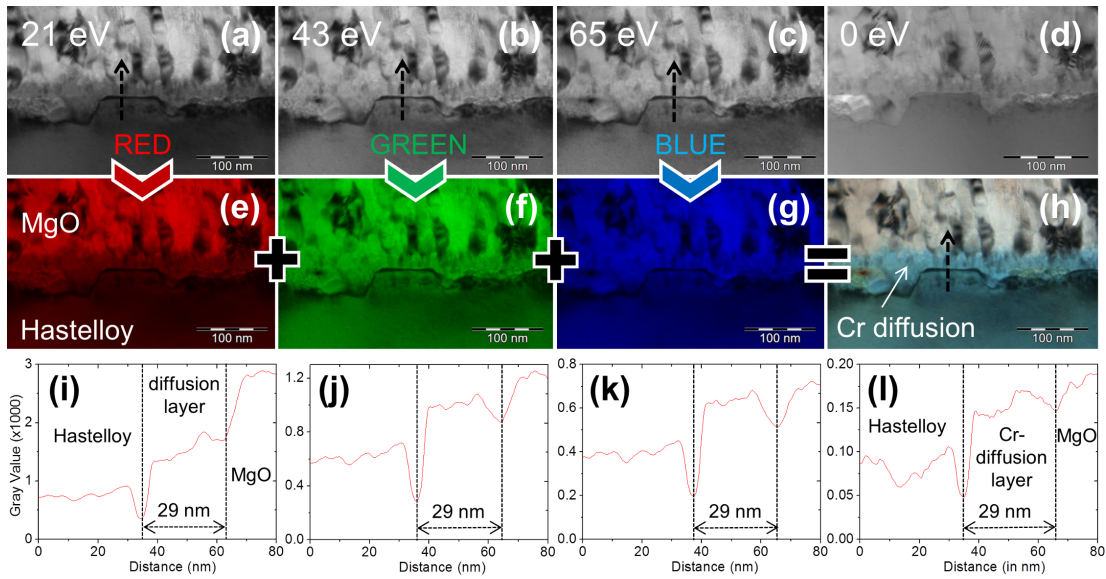 21 eV (a)
43 eV (b)
65 eV (c)
0 eV (d)
RED
GREEN
BLUE
100 nm
100 nm
100 nm
100 nm
MgO
(e)
(f)
(g)
(h)
Hastelloy
Cr diffusion
100 nm
100 nm
100 nm
100 nm
Gray Value (x1000)
3
2
1
0
(i)
diffusion
layer
Hastelloy
MgO
29 nm
0 20 40 60 80
Distance (nm)
1.2
0.9
0.6
0.3
0.0
(j)
29 nm
0 20 40 60 80
Distance (nm)
0.8
0.6
0.4
0.2
0.0
(k)
29 nm
0 20 40 60 80
Distance (nm)
0.20
0.15
0.10
0.05
0.00
(l)
Hastelloy
MgO
Cr-
diffusion
layer
29 nm
0 20 40 60 80
Distance (in nm)